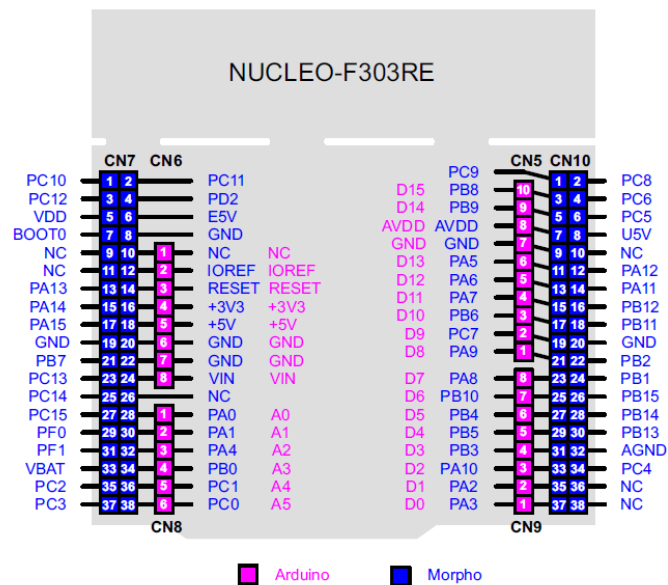 NUCLEO-F303RE
CN7 CN6 CN5 CN10
PC9
PC10 1 2 PC11 D15 PB8 10 1 2 PC8
PC12 3 4 PD2 D14 PB9 9 3 4 PC6
VDD 5 6 E5V AVDD AVDD 8 5 6 PC5
BOOT0 7 8 GND GND GND 7 7 8 U5V
NC 9 10 1 NC NC D13 PA5 6 9 10 NC
NC 11 12 2 IOREF IOREF D12 PA6 5 11 12 PA12
PA13 13 14 3 RESET RESET D11 PA7 4 13 14 PA11
PA14 15 16 4 +3V3 +3V3 D10 PB6 3 15 16 PB12
PA15 17 18 5 +5V +5V D9 PC7 2 17 18 PB11
GND 19 20 6 GND GND D8 PA9 1 19 20 GND
PB7 21 22 7 GND GND 21 22 PB2
PC13 23 24 8 VIN VIN D7 PA8 8 23 24 PB1
PC14 25 26 NC D6 PB10 7 25 26 PB15
PC15 27 28 1 PA0 A0 D5 PB4 6 27 28 PB14
PF0 29 30 2 PA1 A1 D4 PB5 5 29 30 PB13
PF1 31 32 3 PA4 A2 D3 PB3 4 31 32 AGND
VBAT 33 34 4 PB0 A3 D2 PA10 3 33 34 PC4
PC2 35 36 5 PC1 A4 D1 PA2 2 35 36 NC
PC3 37 38 6 PC0 A5 D0 PA3 1 37 38 NC
CN8 CN9
Arduino Morpho